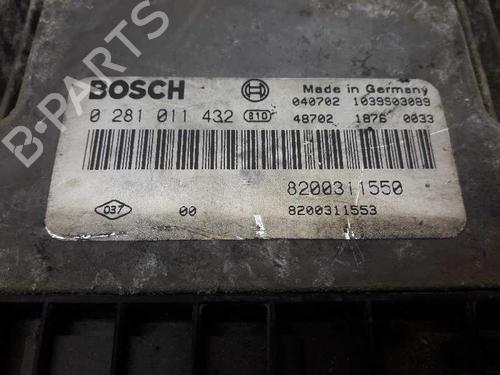 B-PARTS
BOSCH
Made in Germany
040702 1039S03089
0 281 011 432 810
48702 1876 0033
8200311550
037 00 8200311553